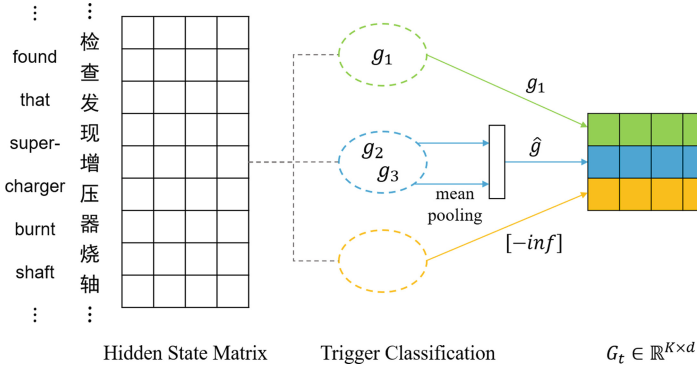 ⋮
found
that
super-
charger
burnt
shaft
⋮
⋮
检
查
发
现
增
压
器
烧
轴
⋮
g₁
g₂
g₃
mean
pooling
g₁
ĝ
[−inf]
Hidden State Matrix
Trigger Classification
Gₜ ∈ ℝᴷˣᵈ